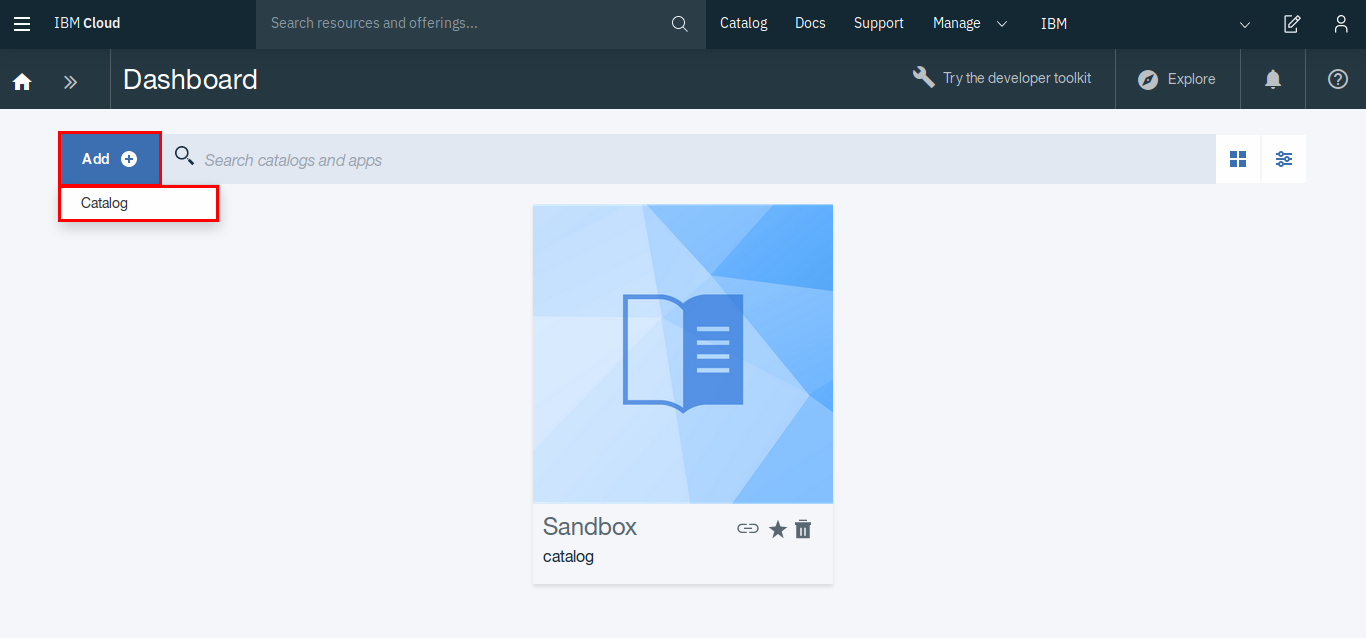 IBM Cloud
Search resources and offerings...
Catalog
Docs
Support
Manage
IBM
Dashboard
Try the developer toolkit
Explore
Add
Search catalogs and apps
Catalog
Sandbox
catalog